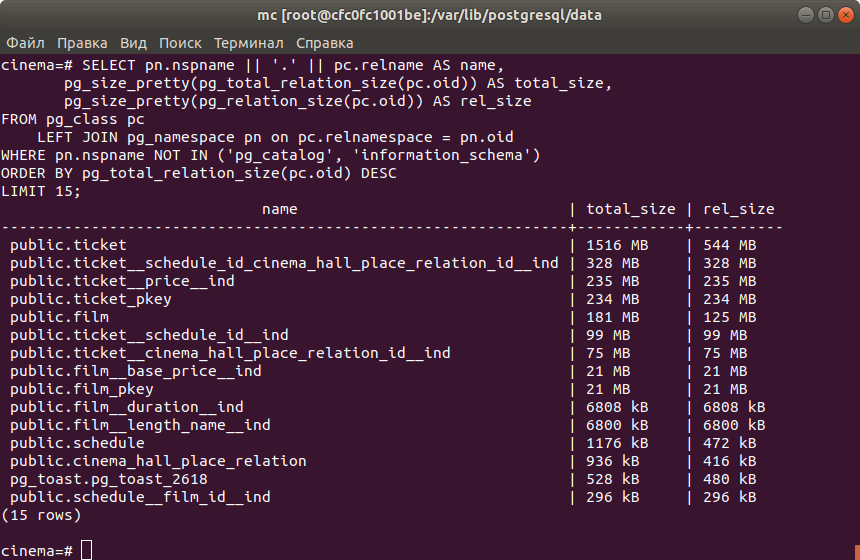 mc [root@cfc0fc1001be]:/var/lib/postgresql/data
Файл Правка Вид Поиск Терминал Справка
cinema=# SELECT pn.nspname || '.' || pc.relname AS name,
       pg_size_pretty(pg_total_relation_size(pc.oid)) AS total_size,
       pg_size_pretty(pg_relation_size(pc.oid)) AS rel_size
FROM pg_class pc
    LEFT JOIN pg_namespace pn on pc.relnamespace = pn.oid
WHERE pn.nspname NOT IN ('pg_catalog', 'information_schema')
ORDER BY pg_total_relation_size(pc.oid) DESC
LIMIT 15;
                             name                              | total_size | rel_size
---------------------------------------------------------------+------------+----------
 public.ticket                                                 | 1516 MB    | 544 MB
 public.ticket__schedule_id_cinema_hall_place_relation_id__ind | 328 MB     | 328 MB
 public.ticket__price__ind                                     | 235 MB     | 235 MB
 public.ticket_pkey                                            | 234 MB     | 234 MB
 public.film                                                   | 181 MB     | 125 MB
 public.ticket__schedule_id__ind                               | 99 MB      | 99 MB
 public.ticket__cinema_hall_place_relation_id__ind             | 75 MB      | 75 MB
 public.film__base_price__ind                                  | 21 MB      | 21 MB
 public.film_pkey                                              | 21 MB      | 21 MB
 public.film__duration__ind                                    | 6808 kB    | 6808 kB
 public.film__length_name__ind                                 | 6800 kB    | 6800 kB
 public.schedule                                               | 1176 kB    | 472 kB
 public.cinema_hall_place_relation                             | 936 kB     | 416 kB
 pg_toast.pg_toast_2618                                        | 528 kB     | 480 kB
 public.schedule__film_id__ind                                 | 296 kB     | 296 kB
(15 rows)
cinema=#